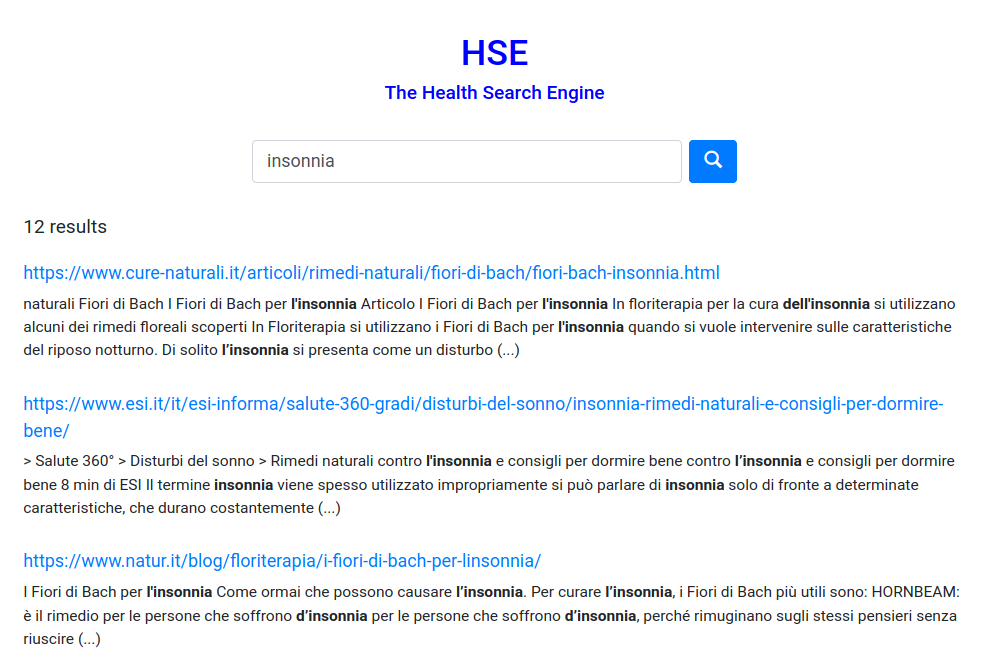 HSE
The Health Search Engine
insonnia
12 results
https://www.cure-naturali.it/articoli/rimedi-naturali/fiori-di-bach/fiori-bach-insonnia.html
naturali Fiori di Bach I Fiori di Bach per l'insonnia Articolo I Fiori di Bach per l'insonnia In floriterapia per la cura dell'insonnia si utilizzano
alcuni dei rimedi floreali scoperti In Floriterapia si utilizzano i Fiori di Bach per l'insonnia quando si vuole intervenire sulle caratteristiche
del riposo notturno. Di solito l’insonnia si presenta come un disturbo (...)
https://www.esi.it/it/esi-informa/salute-360-gradi/disturbi-del-sonno/insonnia-rimedi-naturali-e-consigli-per-dormire-
bene/
> Salute 360° > Disturbi del sonno > Rimedi naturali contro l'insonnia e consigli per dormire bene contro l’insonnia e consigli per dormire
bene 8 min di ESI Il termine insonnia viene spesso utilizzato impropriamente si può parlare di insonnia solo di fronte a determinate
caratteristiche, che durano costantemente (...)
https://www.natur.it/blog/floriterapia/i-fiori-di-bach-per-linsonnia/
I Fiori di Bach per l'insonnia Come ormai che possono causare l’insonnia. Per curare l’insonnia, i Fiori di Bach più utili sono: HORNBEAM:
è il rimedio per le persone che soffrono d’insonnia per le persone che soffrono d’insonnia, perché rimuginano sugli stessi pensieri senza
riuscire (...)